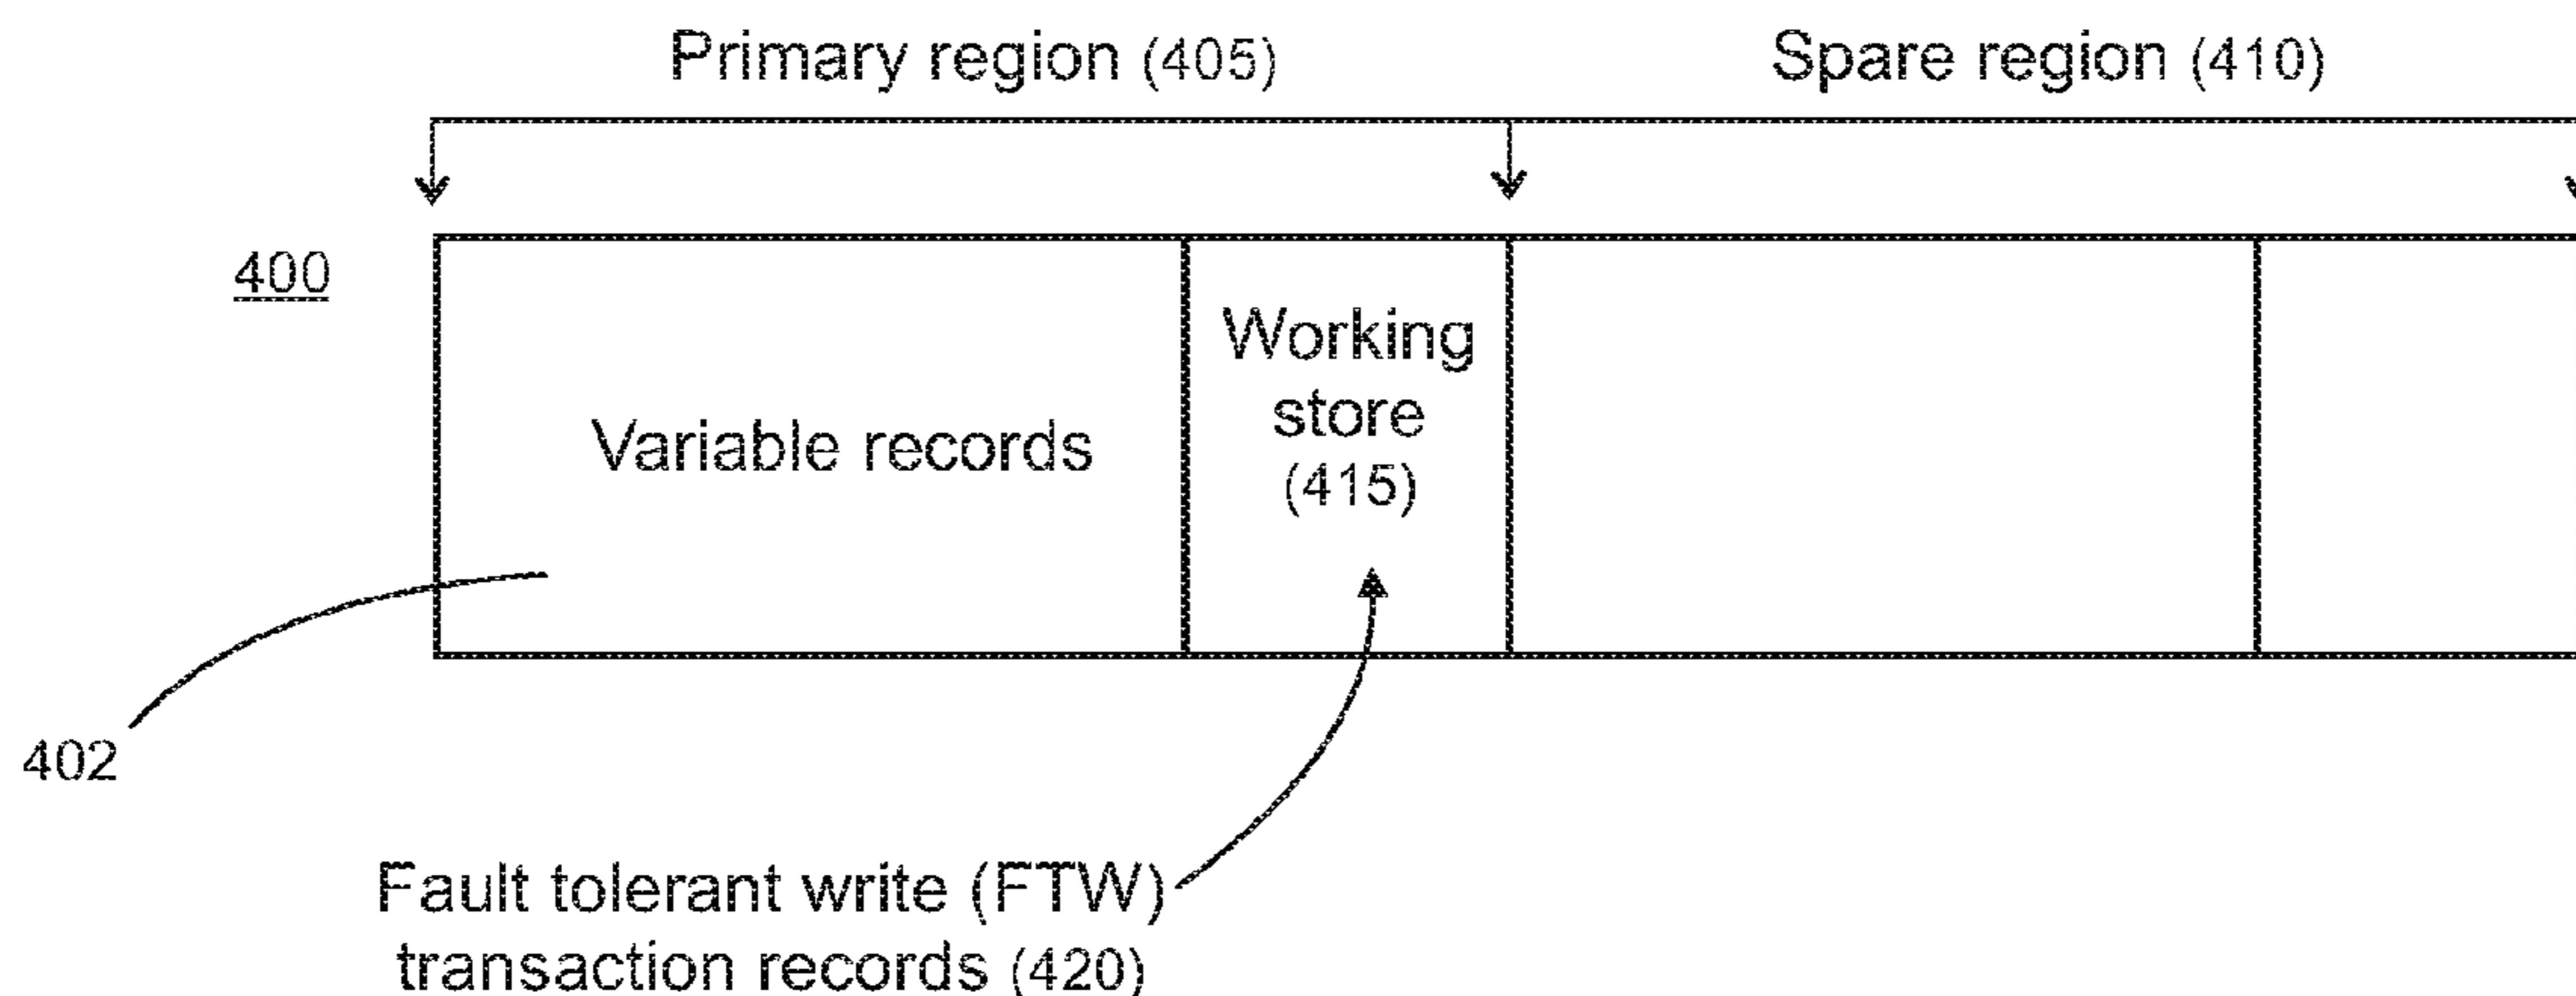 Primary region (405)
Spare region (410)
400
Variable records
Working
store
(415)
402
Fault tolerant write (FTW)
transaction records (420)